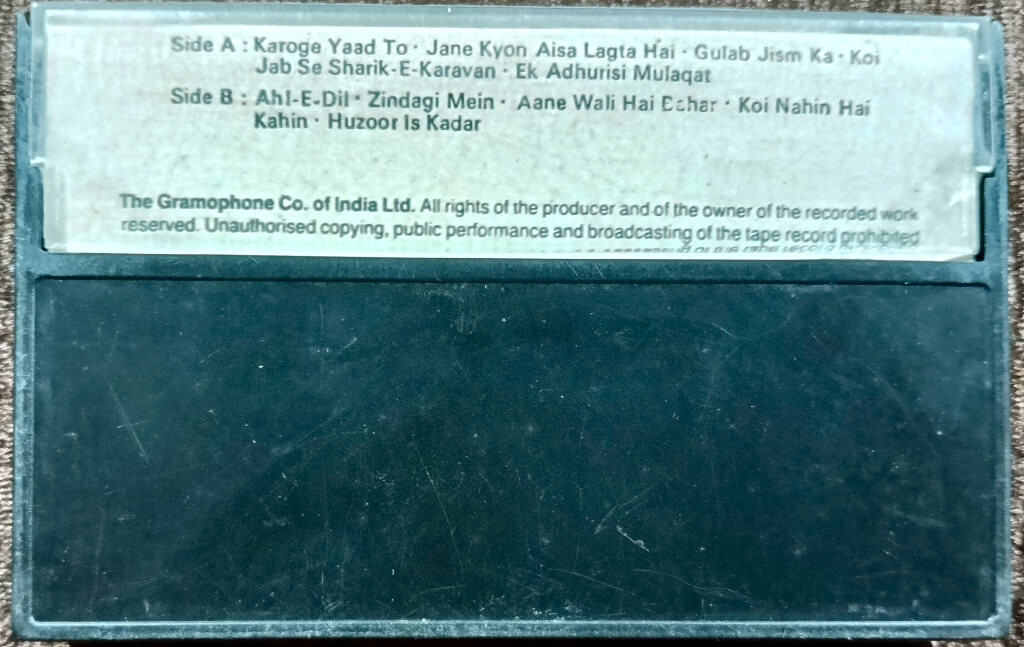 Side A : Karoge Yaad To · Jane Kyon Aisa Lagta Hai · Gulab Jism Ka · Koi
Jab Se Sharik-E-Karavan · Ek Adhurisi Mulaqat
Side B : Ahl-E-Dil · Zindagi Mein · Aane Wali Hai Echar · Koi Nahin Hai
Kahin · Huzoor Is Kadar
The Gramophone Co. of India Ltd. All rights of the producer and of the owner of the recorded work
reserved. Unauthorised copying, public performance and broadcasting of the tape record prohibited